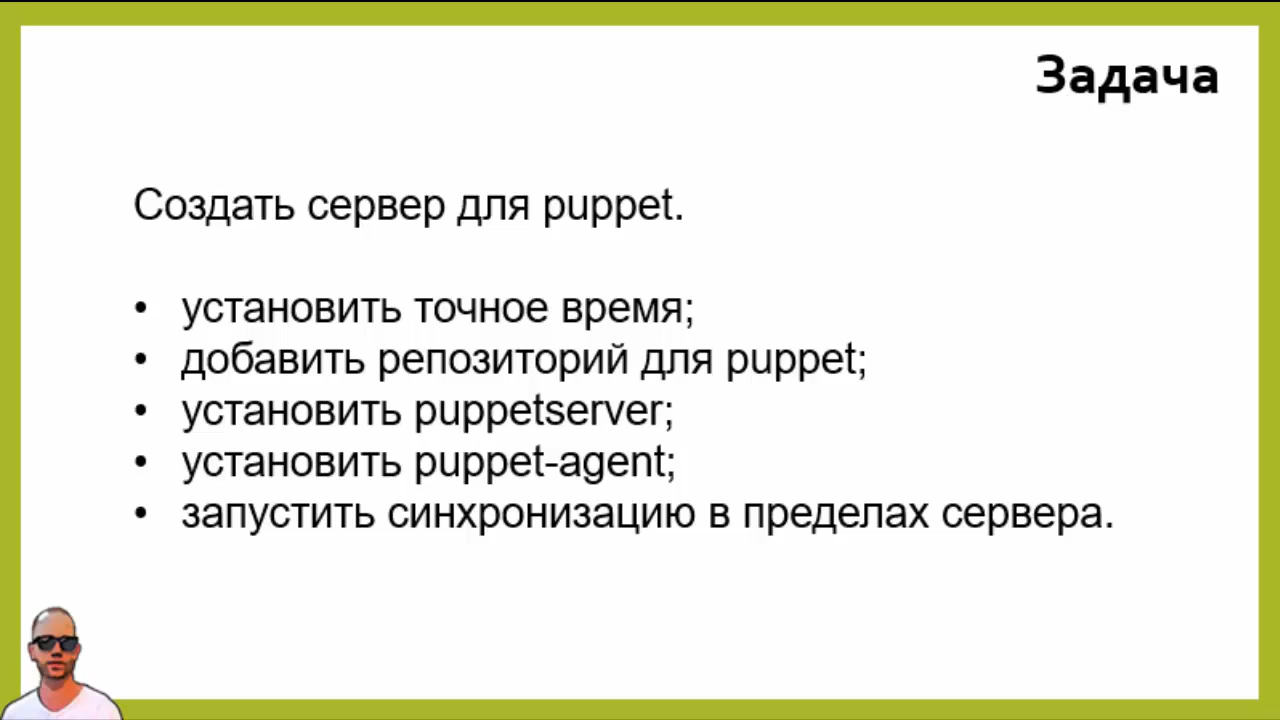 Задача
Создать сервер для puppet.
• установить точное время;
• добавить репозиторий для puppet;
• установить puppetserver;
• установить puppet-agent;
• запустить синхронизацию в пределах сервера.